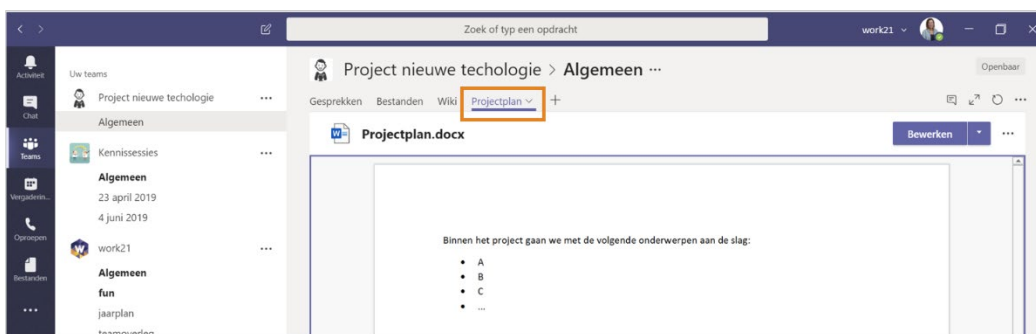 Zoek of typ een opdracht
work21
Activiteit
Chat
Teams
Vergaderin...
Oproepen
Bestanden
Uw teams
Project nieuwe techologie
Algemeen
Kennissessies
Algemeen
23 april 2019
4 juni 2019
work21
Algemeen
fun
jaarplan
teamoverleg
Project nieuwe techologie > Algemeen ...
Openbaar
Gesprekken Bestanden Wiki Projectplan +
Projectplan.docx
Bewerken
Binnen het project gaan we met de volgende onderwerpen aan de slag:
• A
• B
• C
• ...